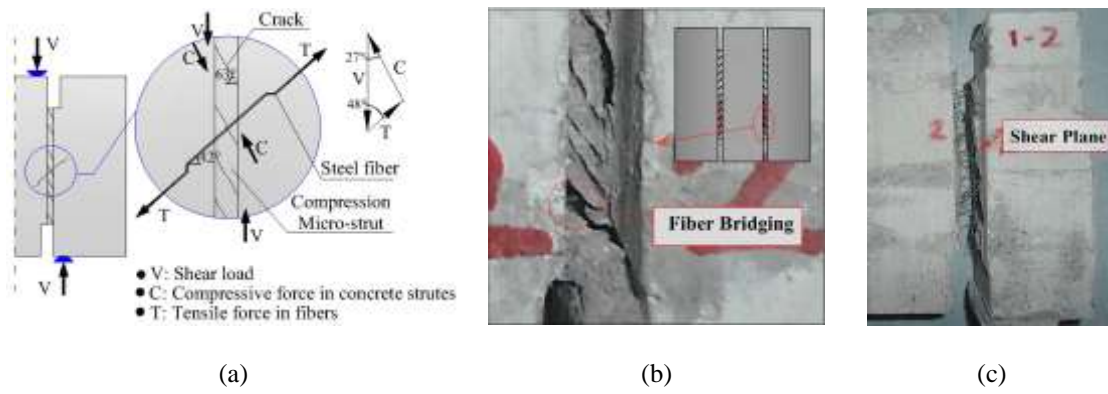 V
V
Crack
T
C
27°
V
C
63°
48°
T
C
Steel fiber
42°
T
Compression
Micro-strut
V
V
● V: Shear load
● C: Compressive force in concrete strutes
● T: Tensile force in fibers
Fiber Bridging
1-2
2
Shear Plane
(a)
(b)
(c)